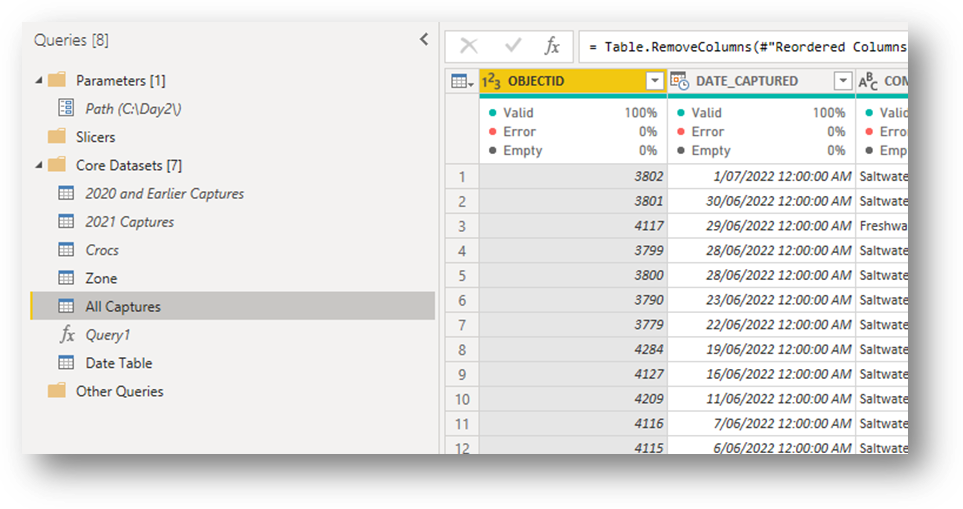 Queries [8]
Parameters [1]
Path (C:\Day2\)
Slicers
Core Datasets [7]
2020 and Earlier Captures
2021 Captures
Crocs
Zone
All Captures
fx Query1
Date Table
Other Queries
fx = Table.RemoveColumns(#"Reordered Columns
123 OBJECTID DATE_CAPTURED ABC COM
Valid 100% Valid 100% Valid
Error 0% Error 0% Error
Empty 0% Empty 0% Emp
1 3802 1/07/2022 12:00:00 AM Saltwate
2 3801 30/06/2022 12:00:00 AM Saltwate
3 4117 29/06/2022 12:00:00 AM Freshwa
4 3799 28/06/2022 12:00:00 AM Saltwate
5 3800 28/06/2022 12:00:00 AM Saltwate
6 3790 23/06/2022 12:00:00 AM Saltwate
7 3779 22/06/2022 12:00:00 AM Saltwate
8 4284 19/06/2022 12:00:00 AM Saltwate
9 4127 16/06/2022 12:00:00 AM Saltwate
10 4209 11/06/2022 12:00:00 AM Saltwate
11 4116 7/06/2022 12:00:00 AM Saltwate
12 4115 6/06/2022 12:00:00 AM Saltwate